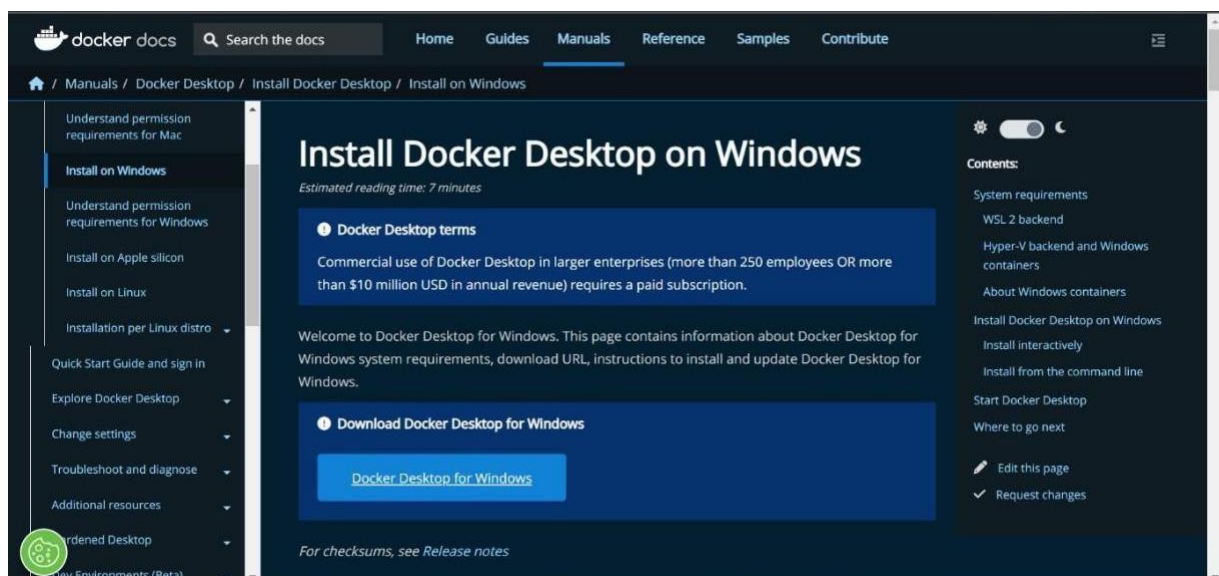 docker docs
Search the docs
Home Guides Manuals Reference Samples Contribute
/ Manuals / Docker Desktop / Install Docker Desktop / Install on Windows
Understand permission
requirements for Mac
Install on Windows
Understand permission
requirements for Windows
Install on Apple silicon
Install on Linux
Installation per Linux distro
Quick Start Guide and sign in
Explore Docker Desktop
Change settings
Troubleshoot and diagnose
Additional resources
Desktop
Environments (Beta)
Install Docker Desktop on Windows
Estimated reading time: 7 minutes
Docker Desktop terms
Commercial use of Docker Desktop in larger enterprises (more than 250 employees OR more
than $10 million USD in annual revenue) requires a paid subscription.
Welcome to Docker Desktop for Windows. This page contains information about Docker Desktop for
Windows system requirements, download URL, instructions to install and update Docker Desktop for
Windows.
Download Docker Desktop for Windows
Docker Desktop for Windows
For checksums, see Release notes
Contents:
System requirements
WSL 2 backend
Hyper-V backend and Windows
containers
About Windows containers
Install Docker Desktop on Windows
Install interactively
Install from the command line
Start Docker Desktop
Where to go next
Edit this page
Request changes